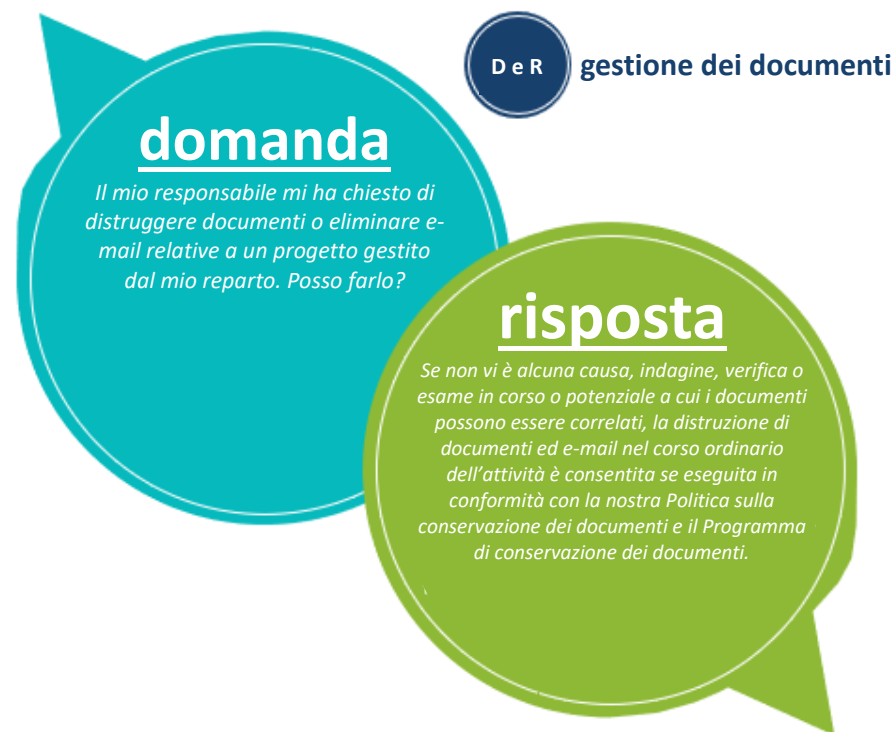 D e R
gestione dei documenti
domanda
Il mio responsabile mi ha chiesto di
distruggere documenti o eliminare e-
mail relative a un progetto gestito
dal mio reparto. Posso farlo?
risposta
Se non vi è alcuna causa, indagine, verifica o
esame in corso o potenziale a cui i documenti
possono essere correlati, la distruzione di
documenti ed e-mail nel corso ordinario
dell’attività è consentita se eseguita in
conformità con la nostra Politica sulla
conservazione dei documenti e il Programma
di conservazione dei documenti.